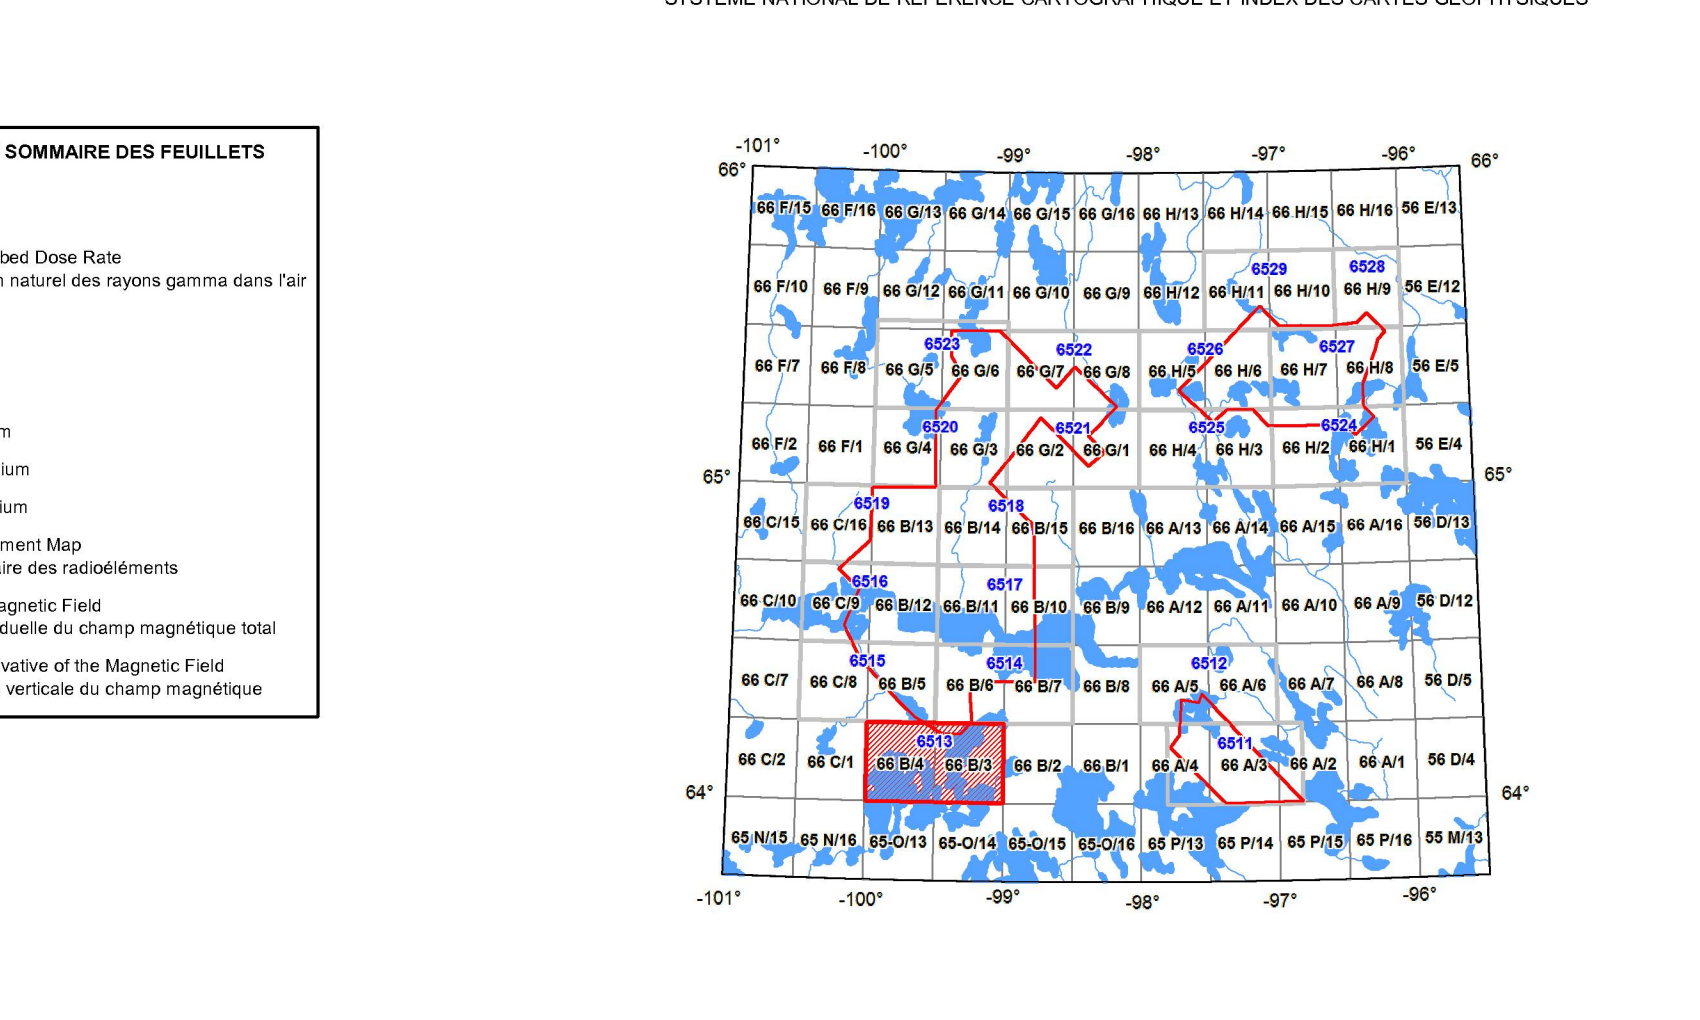 SYSTÈME NATIONAL DE RÉFÉRENCE CARTOGRAPHIQUE ET INDEX DES CARTES GÉOPHYSIQUES
SOMMAIRE DES FEUILLETS
bed Dose Rate
n naturel des rayons gamma dans l'air
m
ium
ium
ment Map
ire des radioéléments
agnetic Field
duelle du champ magnétique total
vative of the Magnetic Field
verticale du champ magnétique
-101° -100° -99° -98° -97° -96°
66° 66°
66 F/15 66 F/16 66 G/13 66 G/14 66 G/15 66 G/16 66 H/13 66 H/14 66 H/15 66 H/16 56 E/13
6529 6528
66 F/10 66 F/9 66 G/12 66 G/11 66 G/10 66 G/9 66 H/12 66 H/11 66 H/10 66 H/9 56 E/12
6523 6522 6526 6527
66 F/7 66 F/8 66 G/5 66 G/6 66 G/7 66 G/8 66 H/5 66 H/6 66 H/7 66 H/8 56 E/5
6520 6521 6525 6524
66 F/2 66 F/1 66 G/4 66 G/3 66 G/2 66 G/1 66 H/4 66 H/3 66 H/2 66 H/1 56 E/4
65° 65°
6519 6518
66 C/15 66 C/16 66 B/13 66 B/14 66 B/15 66 B/16 66 A/13 66 A/14 66 A/15 66 A/16 56 D/13
6516 6517
66 C/10 66 C/9 66 B/12 66 B/11 66 B/10 66 B/9 66 A/12 66 A/11 66 A/10 66 A/9 56 D/12
6515 6514 6512
66 C/7 66 C/8 66 B/5 66 B/6 66 B/7 66 B/8 66 A/5 66 A/6 66 A/7 66 A/8 56 D/5
6513 6511
66 C/2 66 C/1 66 B/4 66 B/3 66 B/2 66 B/1 66 A/4 66 A/3 66 A/2 66 A/1 56 D/4
64° 64°
65 N/15 65 N/16 65-O/13 65-O/14 65-O/15 65-O/16 65 P/13 65 P/14 65 P/15 65 P/16 55 M/13
-101° -100° -99° -98° -97° -96°